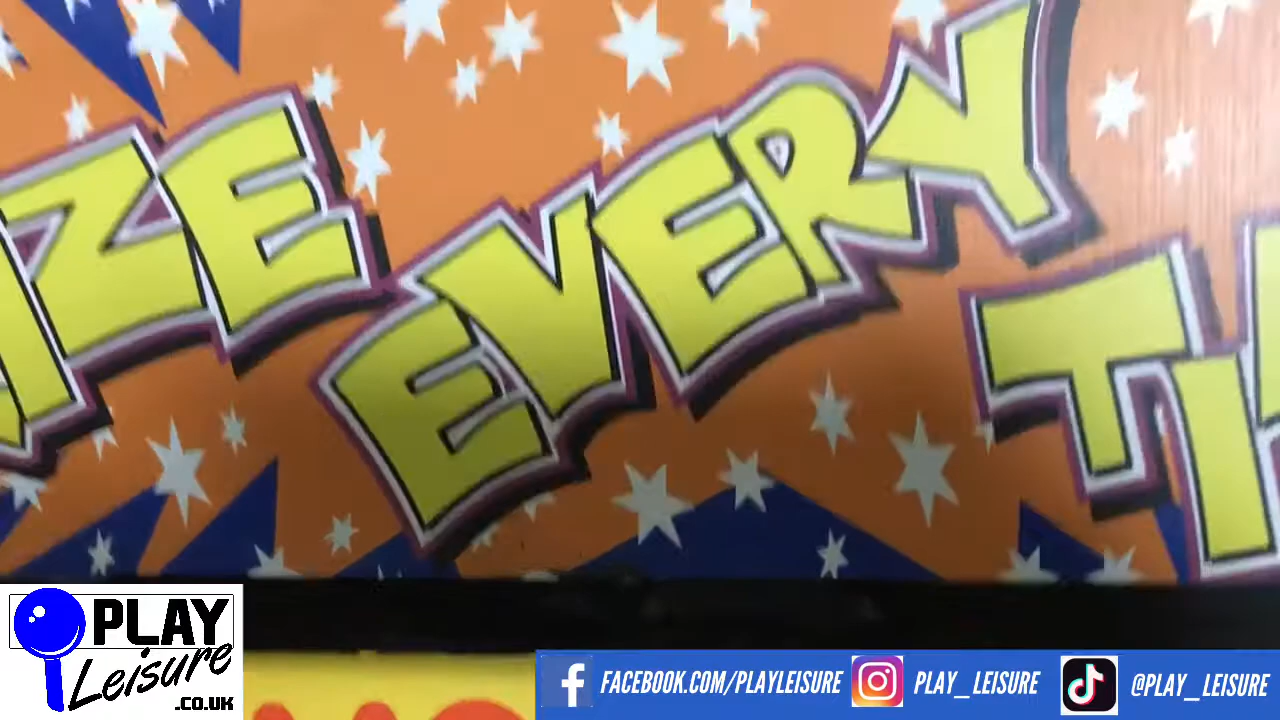 IZE EVERY TI
PLAY
Leisure
.CO.UK
FACEBOOK.COM/PLAYLEISURE PLAY_LEISURE @PLAY_LEISURE